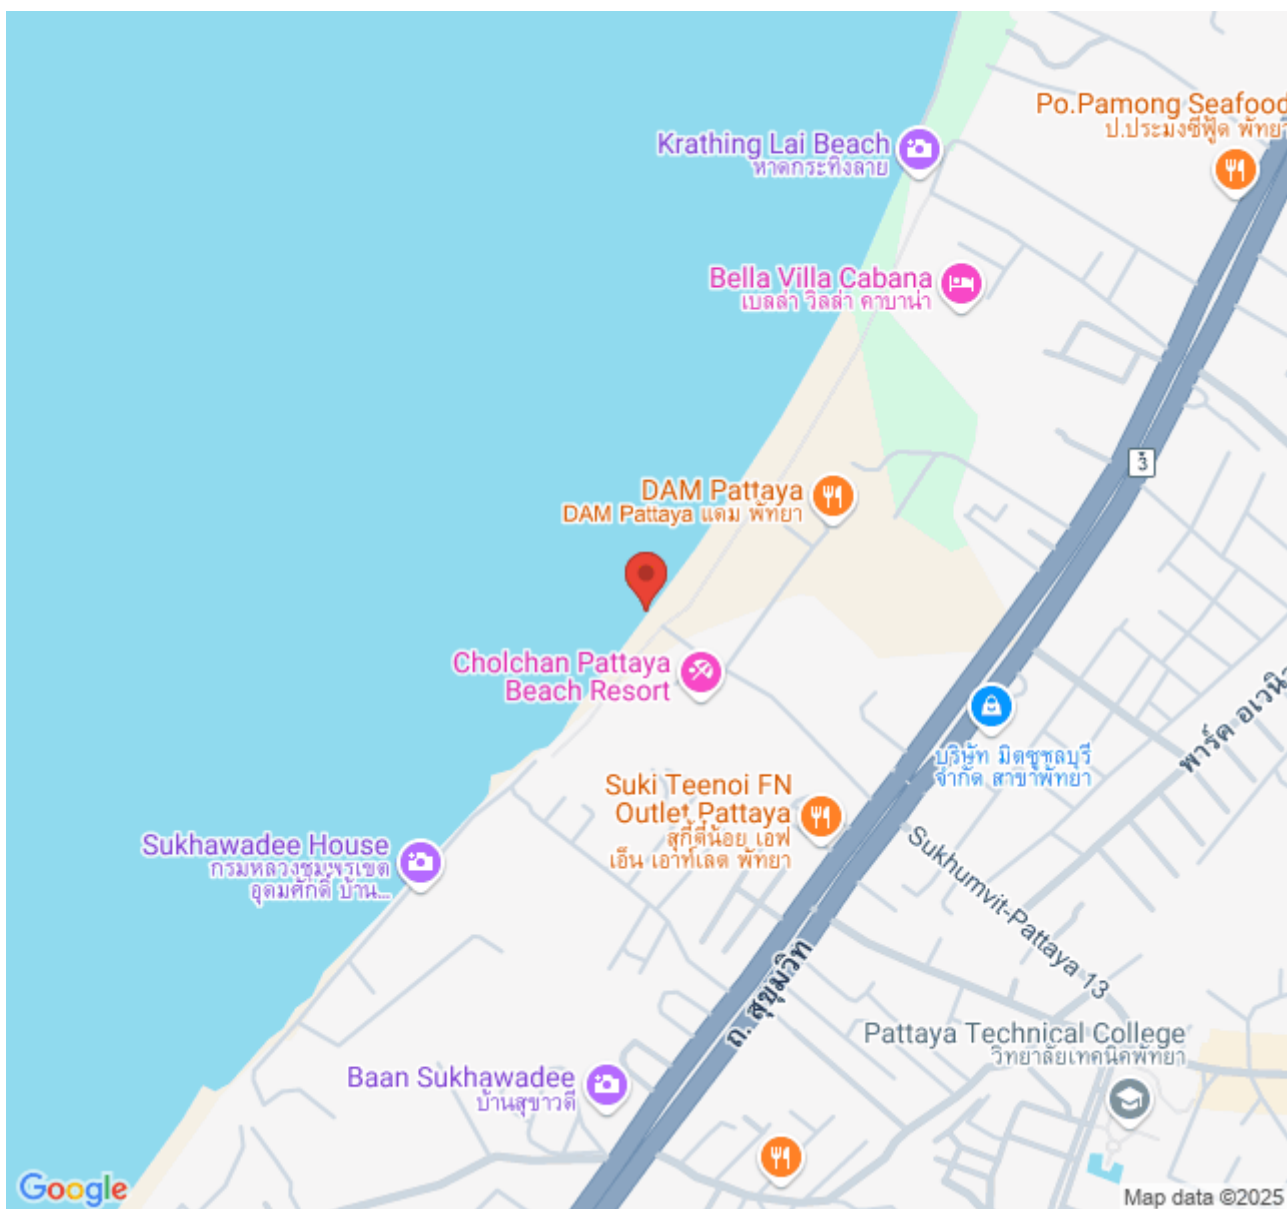 Po.Pamong Seafood
ป.ประมงซีฟู้ด พัทยา
Krathing Lai Beach
หาดกระทิงลาย
Bella Villa Cabana
เบลล่า วิลล่า คาบาน่า
3
DAM Pattaya
DAM Pattaya แดม พัทยา
Cholchan Pattaya
Beach Resort
พาร์ค อเวนิว
บริษัท มิตซูชลบุรี
จำกัด สาขาพัทยา
Suki Teenoi FN
Outlet Pattaya
สุกี้ตี๋น้อย เอฟ
เอ็น เอาท์เลต พัทยา
Sukhawadee House
กรมหลวงชุมพรเขต
อุดมศักดิ์ บ้าน...
Sukhumvit-Pattaya 13
ถ. สุขุมวิท
Pattaya Technical College
วิทยาลัยเทคนิคพัทยา
Baan Sukhawadee
บ้านสุขาวดี
Google
Map data ©2025